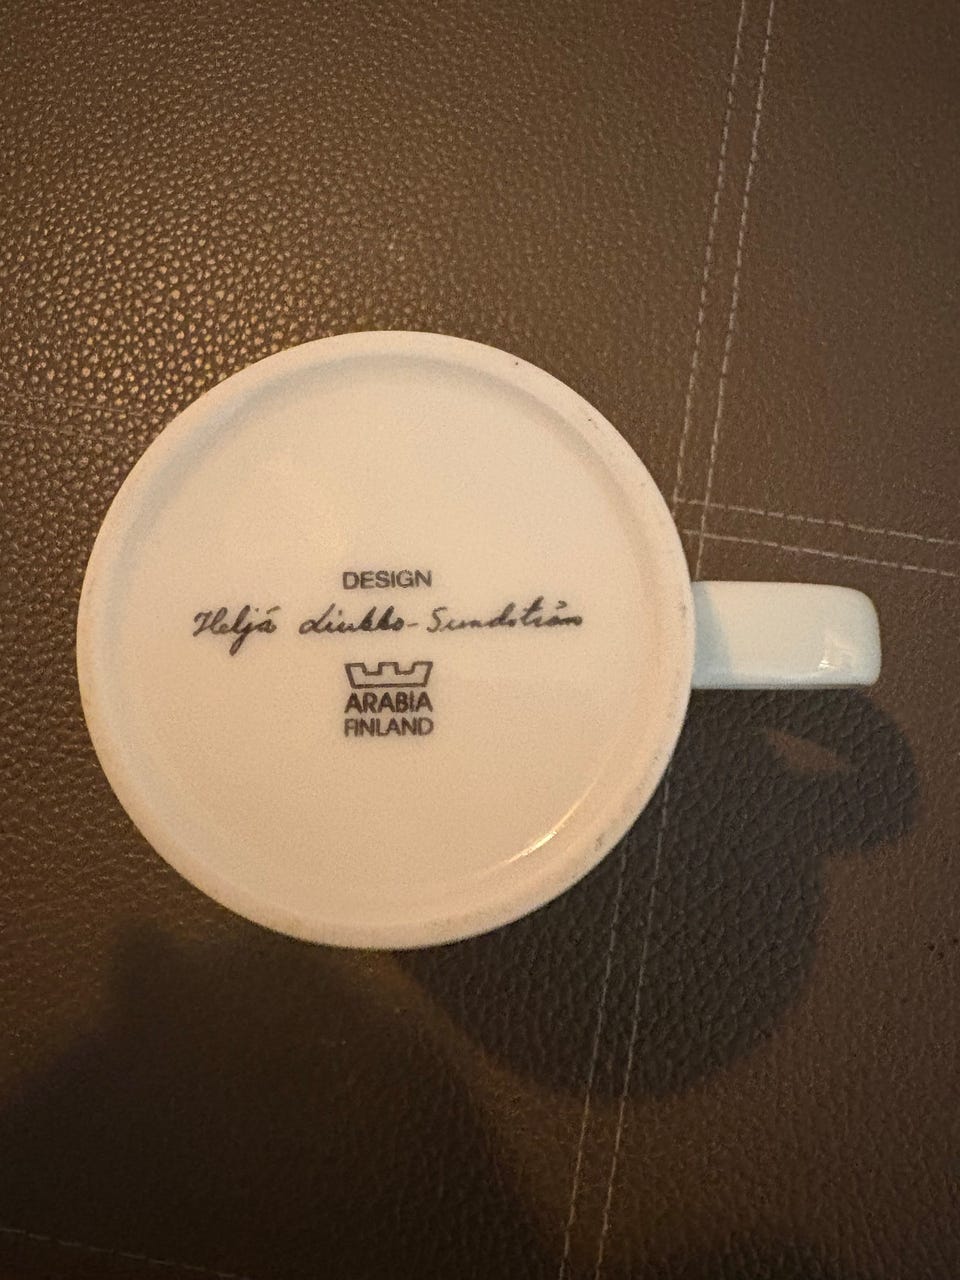 DESIGN
Heljä Liukko-Sundström
ARABIA
FINLAND